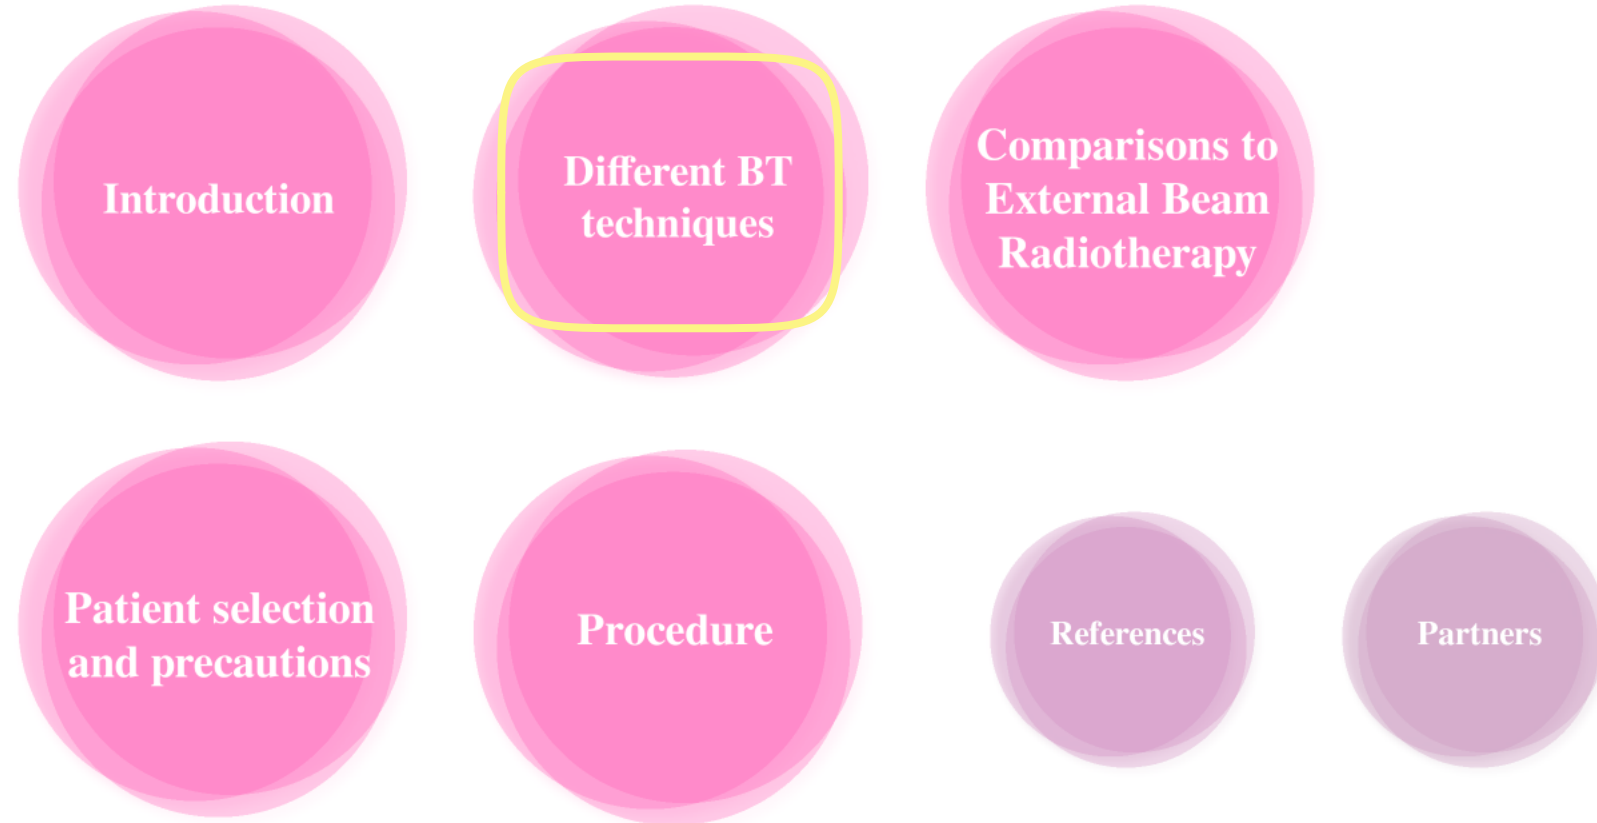 Introduction
Different BT
techniques
Comparisons to
External Beam
Radiotherapy
Patient selection
and precautions
Procedure
References
Partners